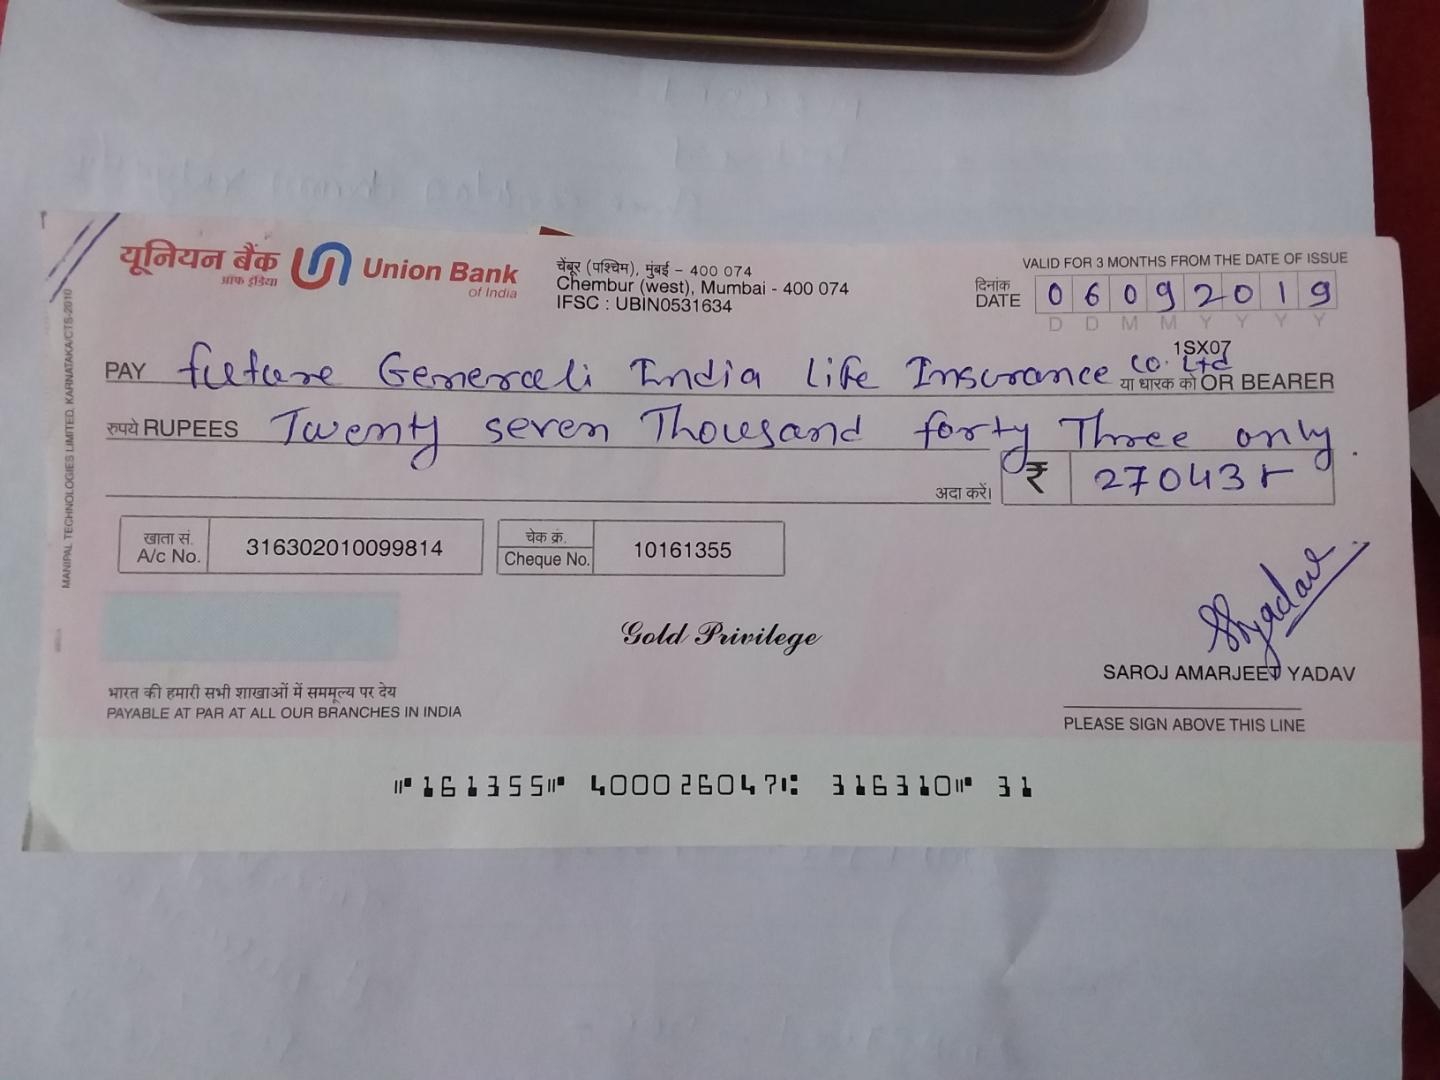 यूनियन बैंक Union Bank
ऑफ इंडिया of India
चेंबूर (पश्चिम), मुंबई - 400 074
Chembur (west), Mumbai - 400 074
IFSC : UBIN0531634
VALID FOR 3 MONTHS FROM THE DATE OF ISSUE
दिनांक
DATE 0 6 0 9 2 0 1 9
D D M M Y Y Y Y
1SX07
PAY future Generali India life Insurance Co. Ltd या धारक को OR BEARER
रुपये RUPEES Twenty seven Thousand forty Three only.
अदा करें। ₹ 27043
खाता सं.
A/c No. 316302010099814
चेक क्रं.
Cheque No. 10161355
Gold Privilege
Syadav
SAROJ AMARJEET YADAV
भारत की हमारी सभी शाखाओं में सममूल्य पर देय
PAYABLE AT PAR AT ALL OUR BRANCHES IN INDIA
PLEASE SIGN ABOVE THIS LINE
⑈161355⑈ 400026047⑆ 316310⑈ 31
MANIPAL TECHNOLOGIES LIMITED. KARNATAKA/CTS-2010